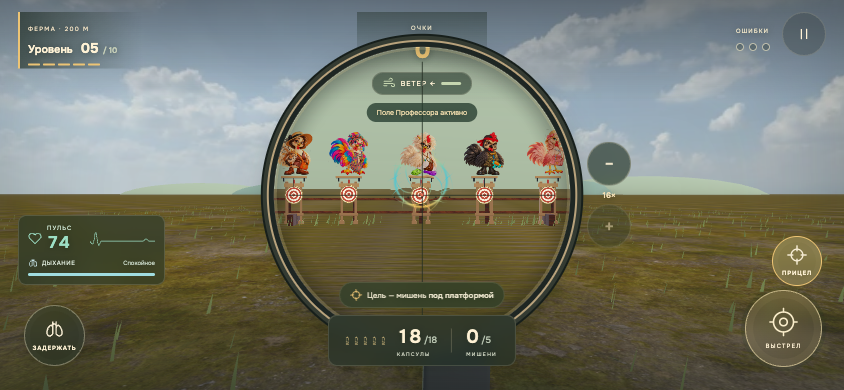 ФЕРМА · 200 М
Уровень 05 / 10
ОЧКИ
0
ОШИБКИ
ВЕТЕР ←
Поле Профессора активно
16×
ПУЛЬС
74
ДЫХАНИЕ Спокойное
ЗАДЕРЖАТЬ
Цель — мишень под платформой
18 /18
КАПСУЛЫ
0 /5
МИШЕНИ
ПРИЦЕЛ
ВЫСТРЕЛ